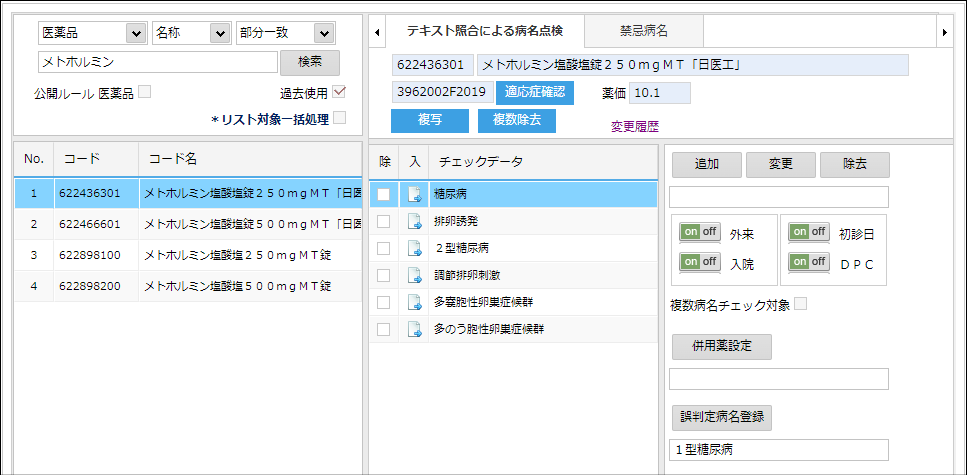 医薬品 名称 部分一致
メトホルミン 検索
公開ルール 医薬品 過去使用
＊リスト対象一括処理
No. コード コード名
1 622436301 メトホルミン塩酸塩錠２５０ｍｇＭＴ「日医
2 622466601 メトホルミン塩酸塩錠５００ｍｇＭＴ「日医
3 622898100 メトホルミン塩酸塩２５０ｍｇＭＴ錠
4 622898200 メトホルミン塩酸塩５００ｍｇＭＴ錠
テキスト照合による病名点検 禁忌病名
622436301 メトホルミン塩酸塩錠２５０ｍｇＭＴ「日医工」
3962002F2019 適応症確認 薬価 10.1
複写 複数除去 変更履歴
除 入 チェックデータ
糖尿病
排卵誘発
２型糖尿病
調節排卵刺激
多嚢胞性卵巣症候群
多のう胞性卵巣症候群
追加 変更 除去
on off 外来 on off 初診日
on off 入院 on off ＤＰＣ
複数病名チェック対象
併用薬設定
誤判定病名登録
１型糖尿病